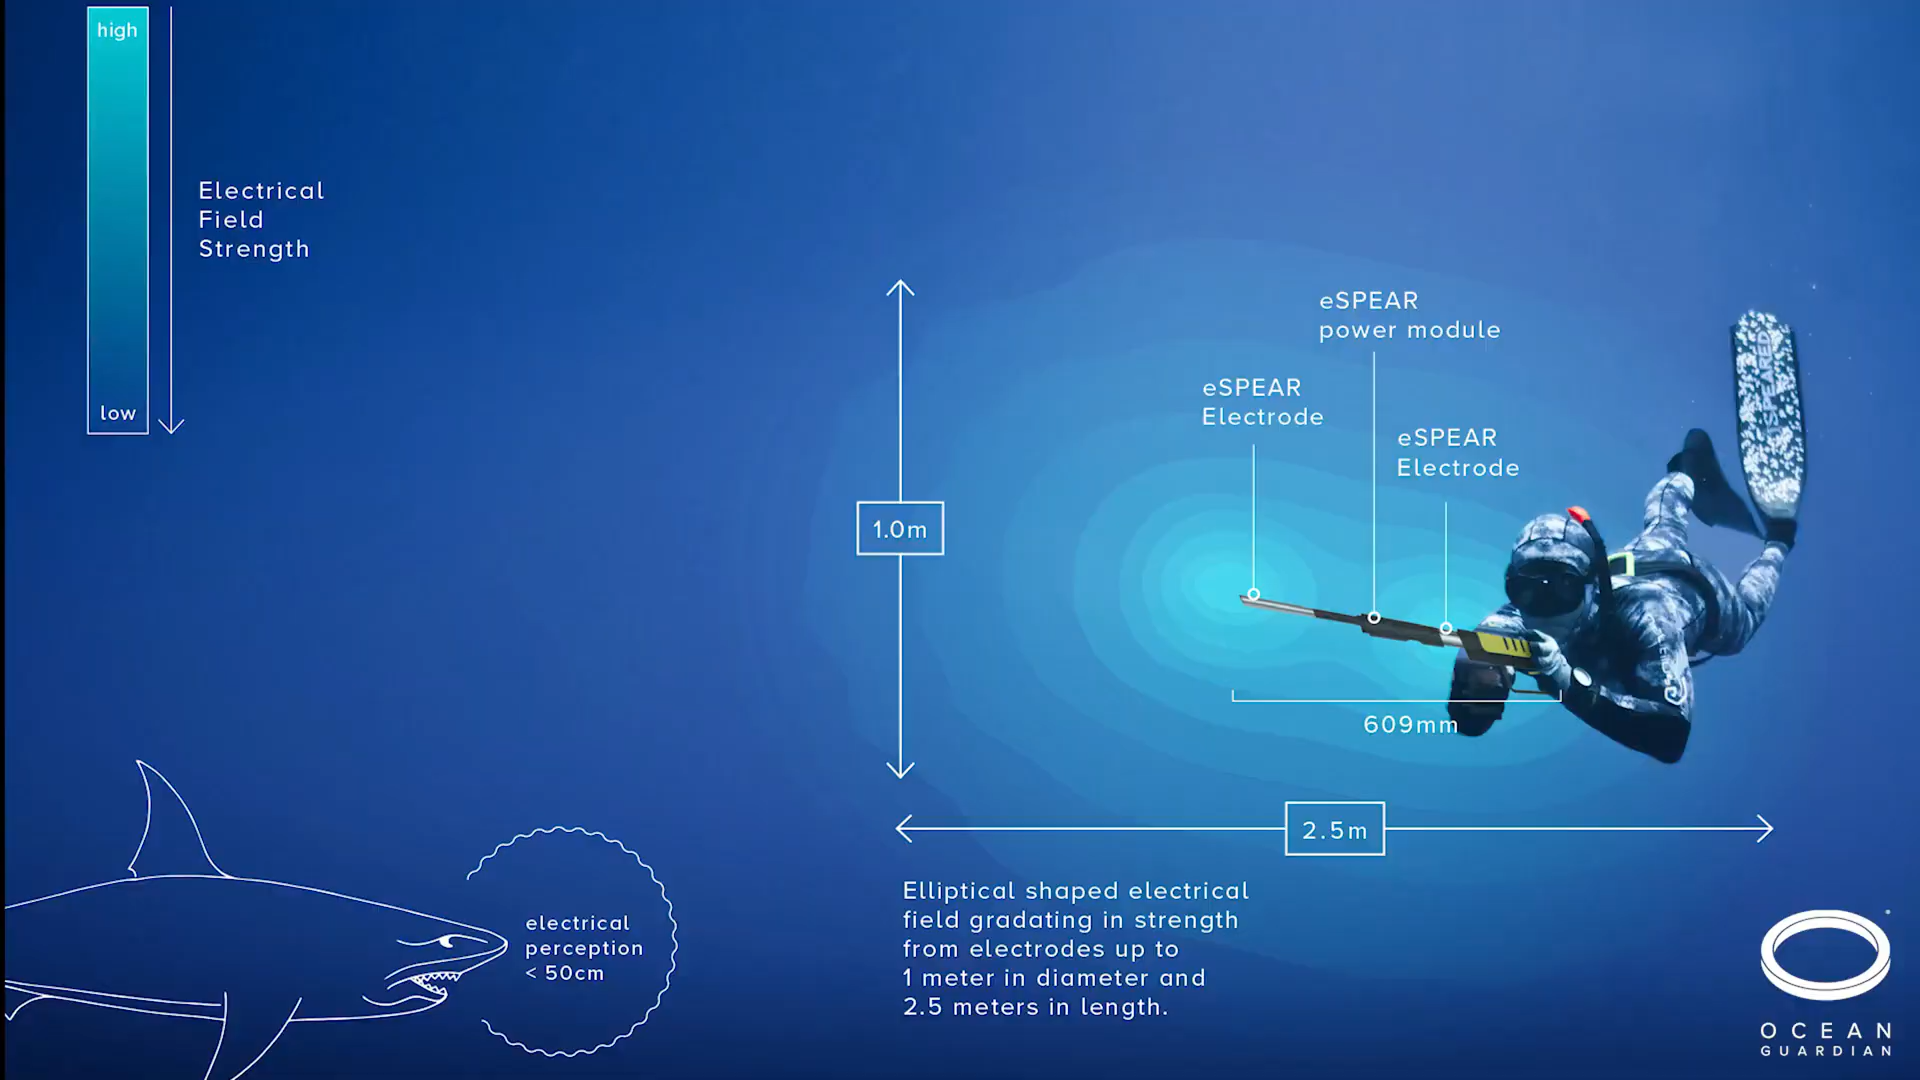 high
Electrical
Field
Strength
low
eSPEAR
power module
eSPEAR
Electrode
eSPEAR
Electrode
SPEARED
1.0m
609mm
2.5m
Elliptical shaped electrical
field gradating in strength
from electrodes up to
1 meter in diameter and
2.5 meters in length.
electrical
perception
< 50cm
OCEAN
GUARDIAN